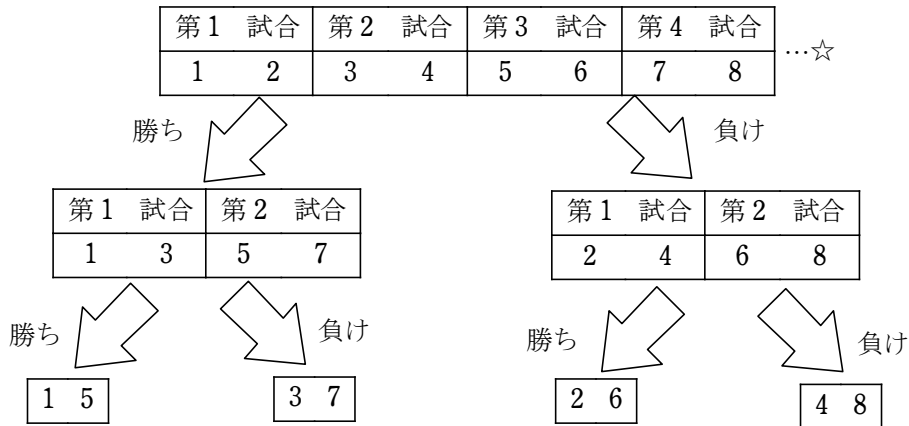 第1 試合 第2 試合 第3 試合 第4 試合
1 2 3 4 5 6 7 8 …☆
勝ち 負け
第1 試合 第2 試合 第1 試合 第2 試合
1 3 5 7 2 4 6 8
勝ち 負け 勝ち 負け
1 5 3 7 2 6 4 8